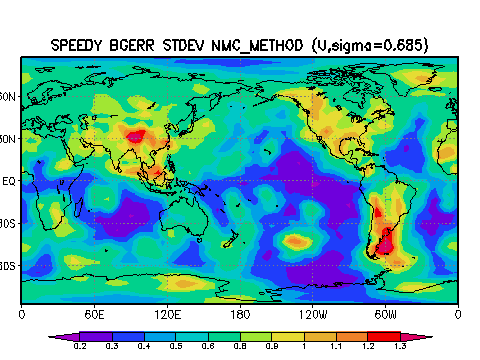 SPEEDY BGERR STDEV NMC_METHOD (U,sigma=0.685)
60N
30N
EQ
30S
60S
0 60E 120E 180 120W 60W 0
0.2 0.3 0.4 0.5 0.6 0.8 0.9 1 1.1 1.2 1.3